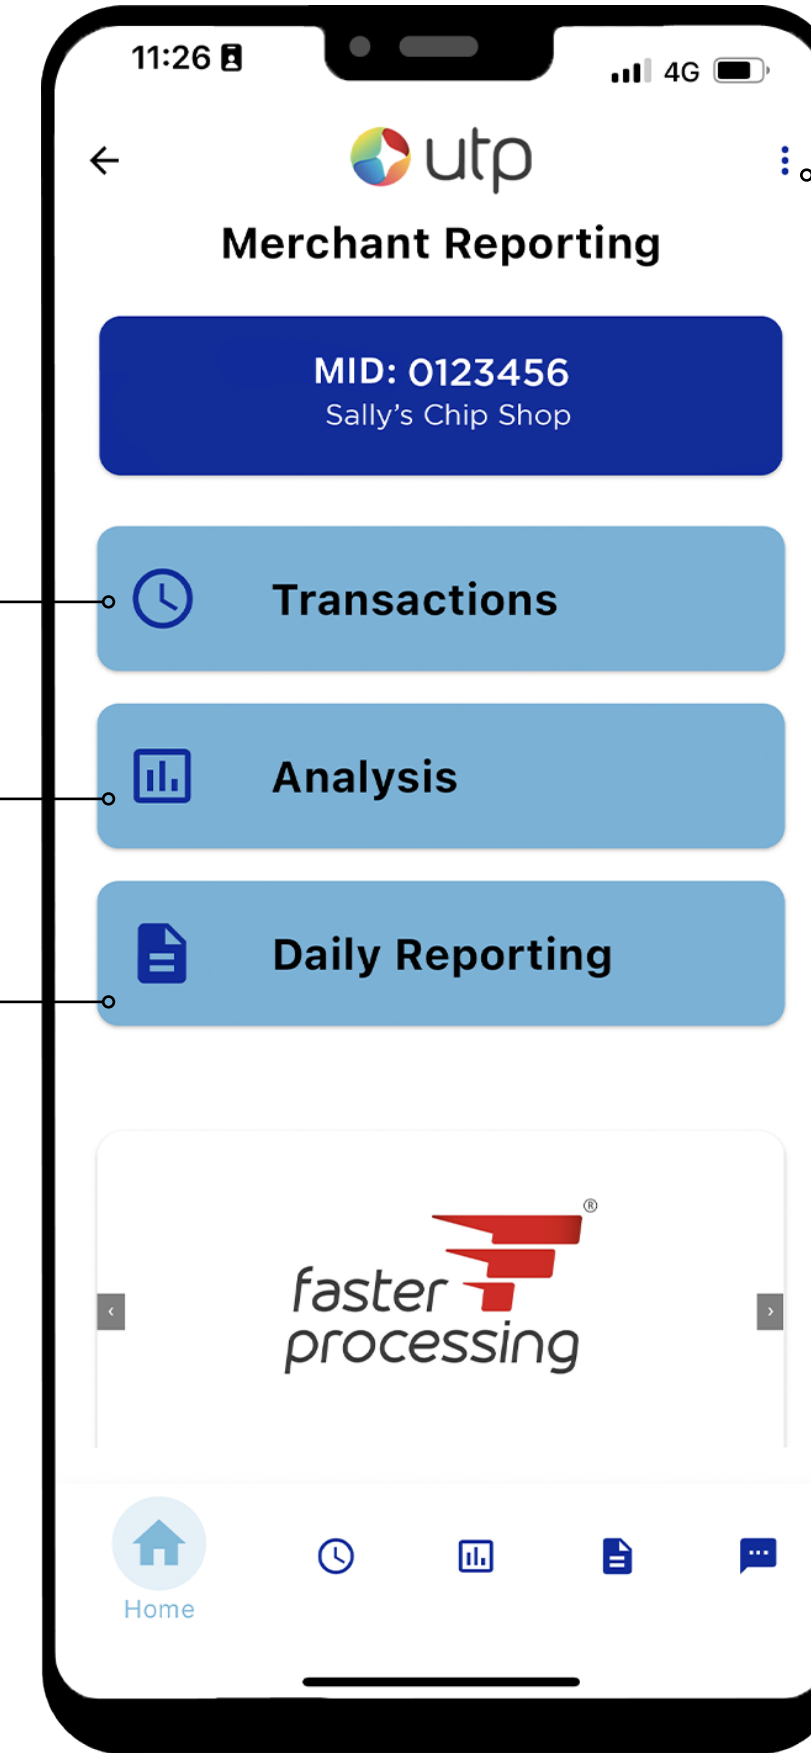 11:26
4G
utp
Merchant Reporting
MID: 0123456
Sally's Chip Shop
Transactions
Analysis
Daily Reporting
®
faster
processing
Home